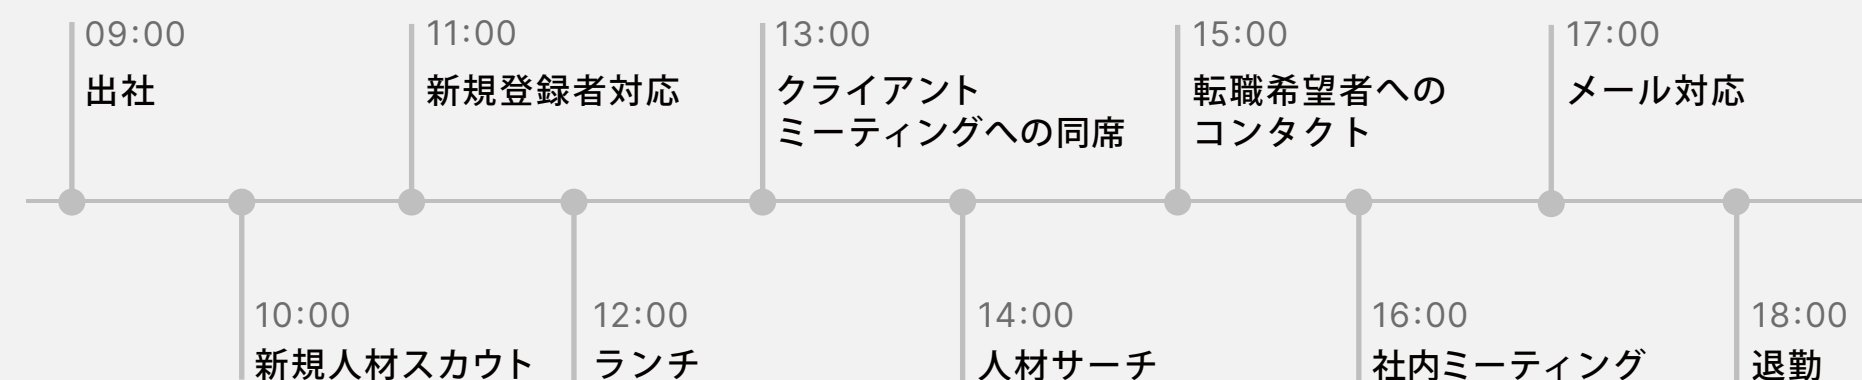 09:00
出社
10:00
新規人材スカウト
11:00
新規登録者対応
12:00
ランチ
13:00
クライアント
ミーティングへの同席
14:00
人材サーチ
15:00
転職希望者への
コンタクト
16:00
社内ミーティング
17:00
メール対応
18:00
退勤